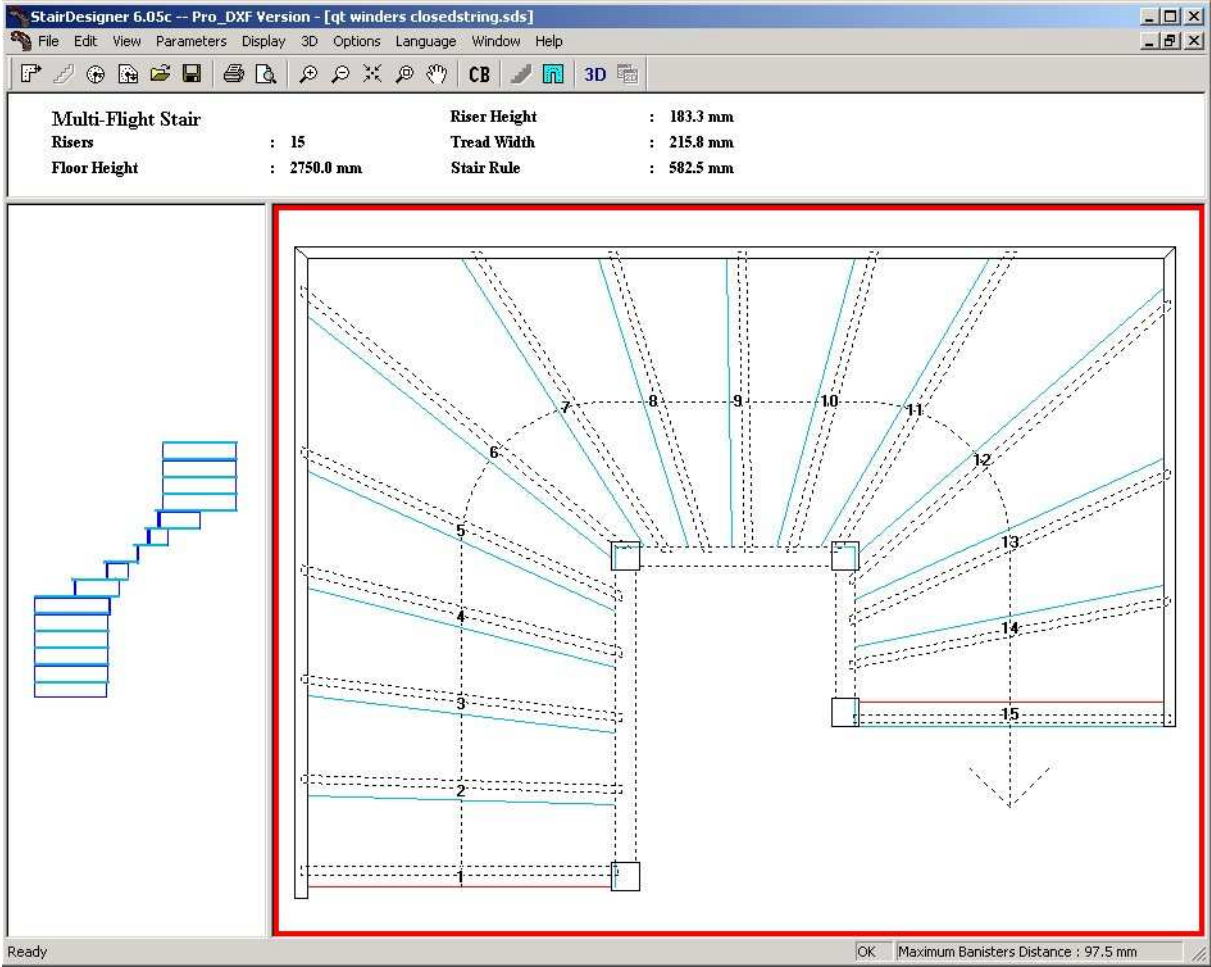 StairDesigner 6.05c -- Pro_DXF Version - [qt winders closedstring.sds]
File Edit View Parameters Display 3D Options Language Window Help
CB 3D
Multi-Flight Stair
Riser Height : 183.3 mm
Risers : 15
Tread Width : 215.8 mm
Floor Height : 2750.0 mm
Stair Rule : 582.5 mm
7 8 9 10 11
6 12
5 13
4 14
3 15
2
1
Ready
OK Maximum Banisters Distance : 97.5 mm